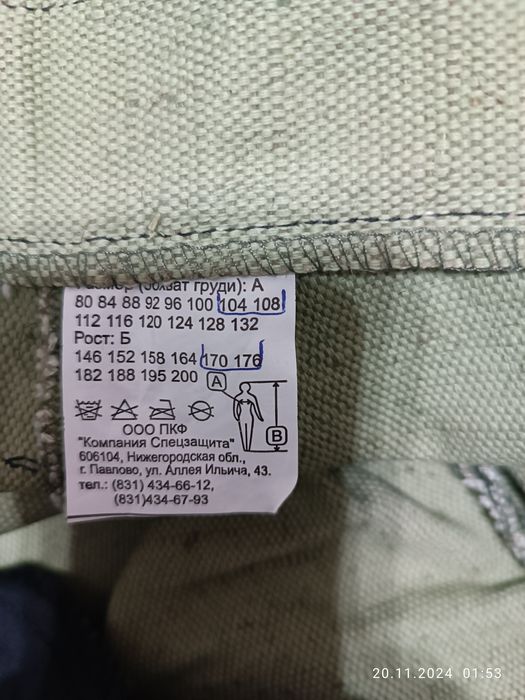 Размер (обхват груди): А
80 84 88 92 96 100 104 108
112 116 120 124 128 132
Рост: Б
146 152 158 164 170 176
182 188 195 200
А
В
ООО ПКФ
"Компания Спецзащита"
606104, Нижегородская обл.,
г. Павлово, ул. Аллея Ильича, 43.
тел.: (831) 434-66-12,
(831)434-67-93
20.11.2024 01:53